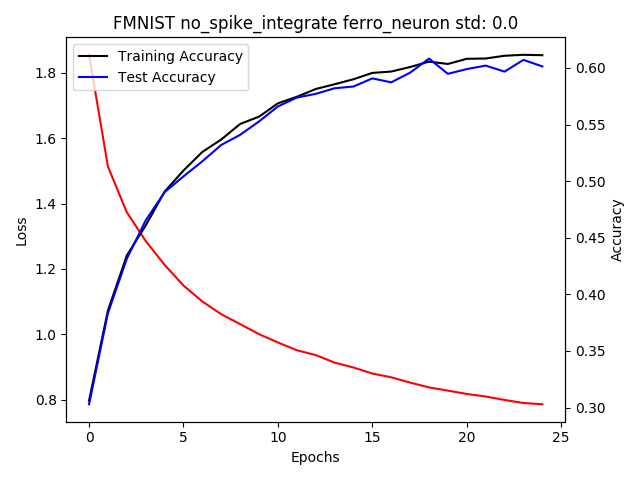 FMNIST no_spike_integrate ferro_neuron std: 0.0
Training Accuracy
Test Accuracy
Loss
1.8
1.6
1.4
1.2
1.0
0.8
0.60
0.55
0.50
0.45
0.40
0.35
0.30
Accuracy
0 5 10 15 20 25
Epochs